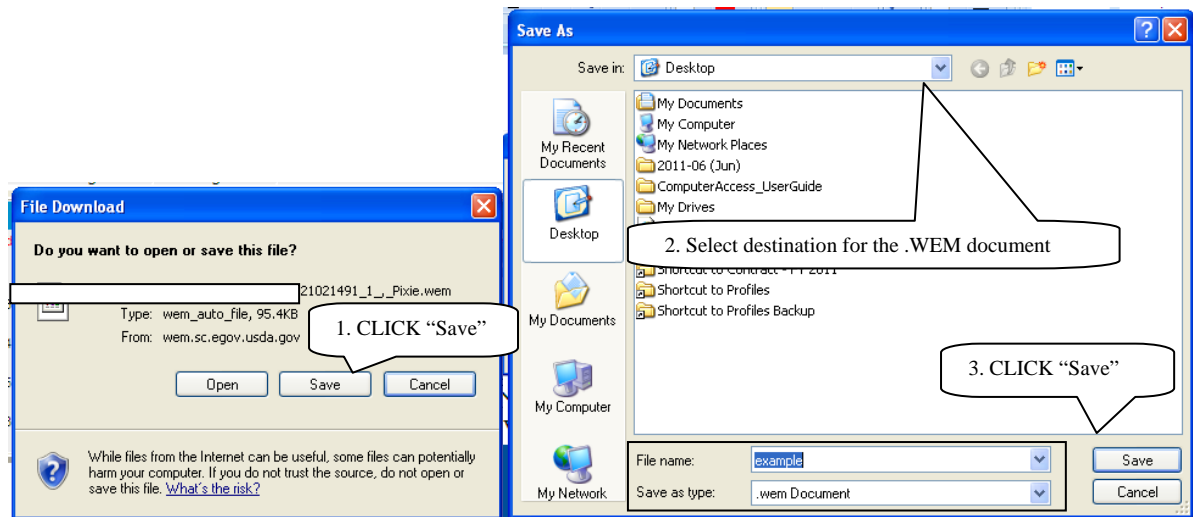 File Download
Do you want to open or save this file?
21021491_1_,_Pixie.wem
Type: wem_auto_file, 95.4KB
From: wem.sc.egov.usda.gov
1. CLICK “Save”
Open
Save
Cancel
While files from the Internet can be useful, some files can potentially
harm your computer. If you do not trust the source, do not open or
save this file. What's the risk?
Save As
Save in:
Desktop
My Recent
Documents
Desktop
My Documents
My Computer
My Network
My Documents
My Computer
My Network Places
2011-06 (Jun)
ComputerAccess_UserGuide
My Drives
2. Select destination for the .WEM document
Shortcut to Contract - FY 2011
Shortcut to Profiles
Shortcut to Profiles Backup
3. CLICK “Save”
File name:
example
Save
Save as type:
.wem Document
Cancel